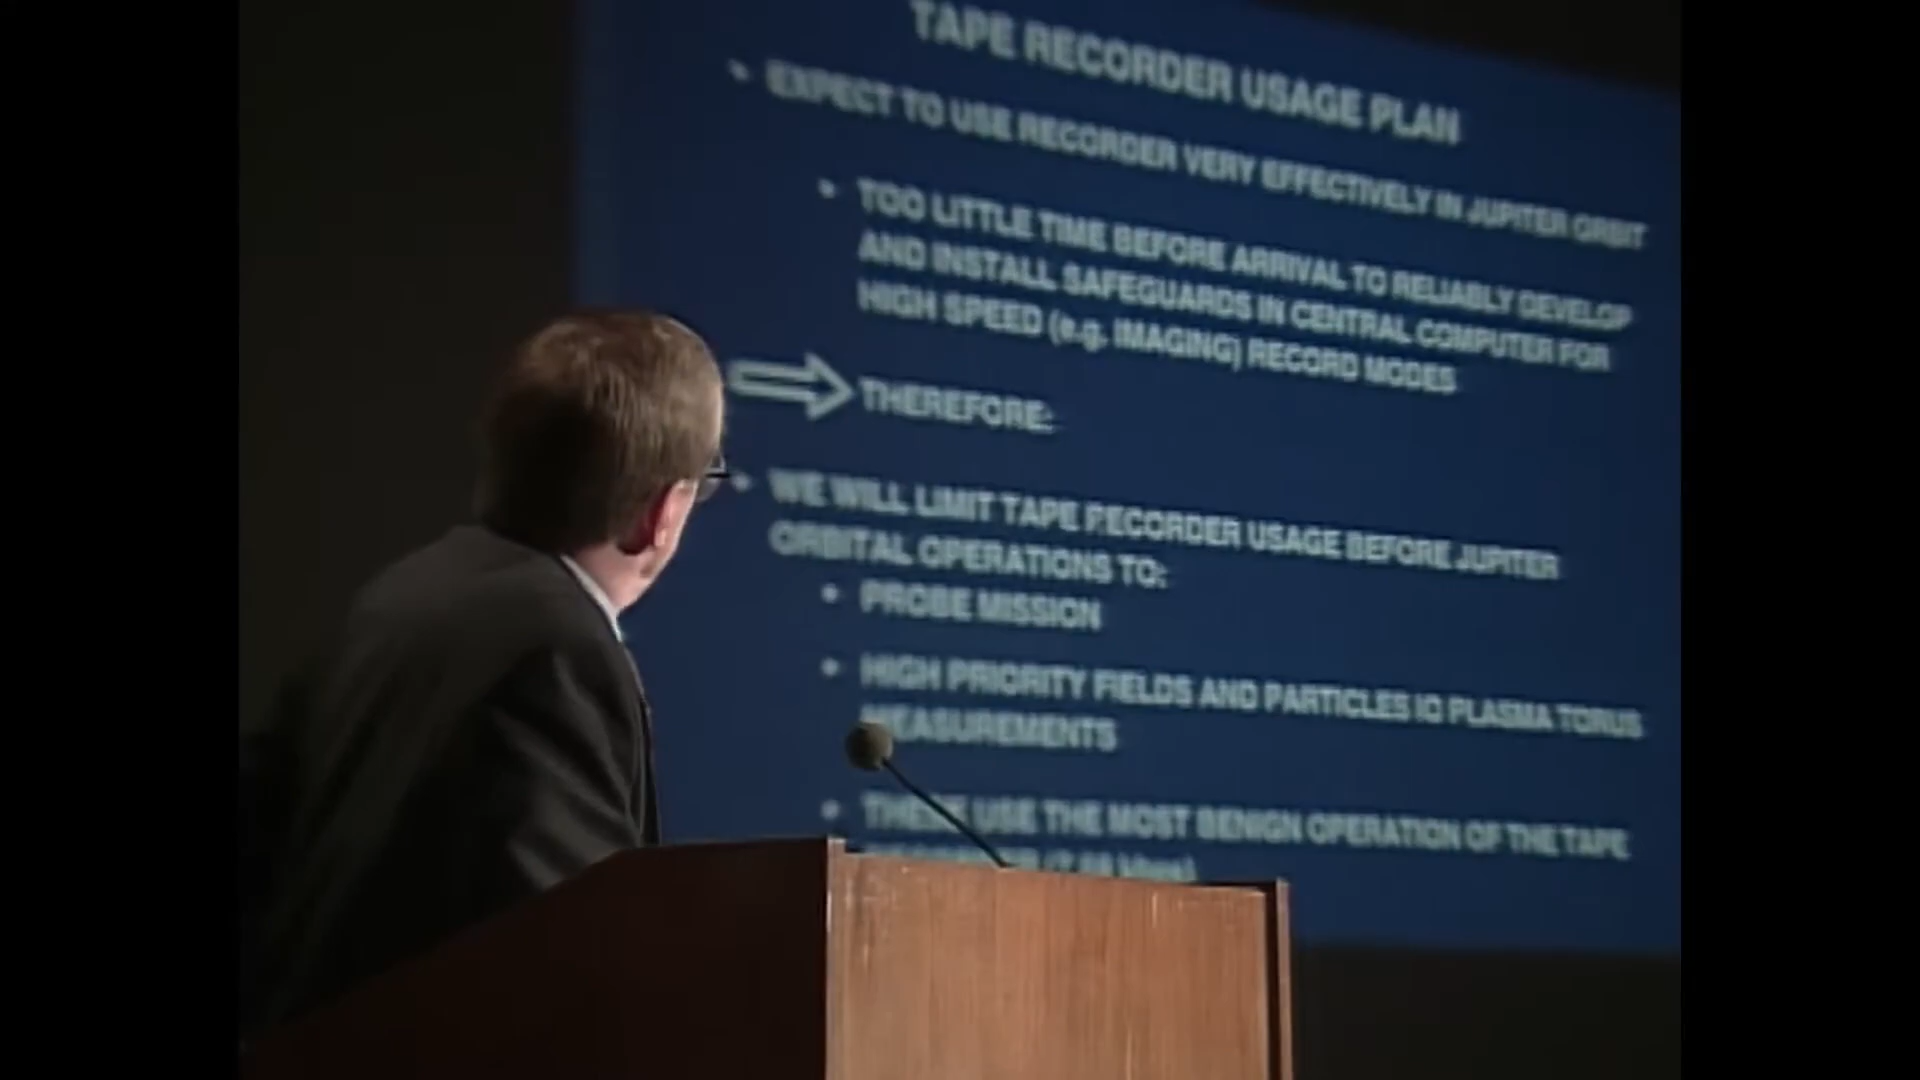 TAPE RECORDER USAGE PLAN
• EXPECT TO USE RECORDER VERY EFFECTIVELY IN JUPITER ORBIT
• TOO LITTLE TIME BEFORE ARRIVAL TO RELIABLY DEVELOP
AND INSTALL SAFEGUARDS IN CENTRAL COMPUTER FOR
HIGH SPEED (e.g. IMAGING) RECORD MODES
THEREFORE:
• WE WILL LIMIT TAPE RECORDER USAGE BEFORE JUPITER
ORBITAL OPERATIONS TO:
• PROBE MISSION
• HIGH PRIORITY FIELDS AND PARTICLES IO PLASMA TORUS
MEASUREMENTS
• THESE USE THE MOST BENIGN OPERATION OF THE TAPE